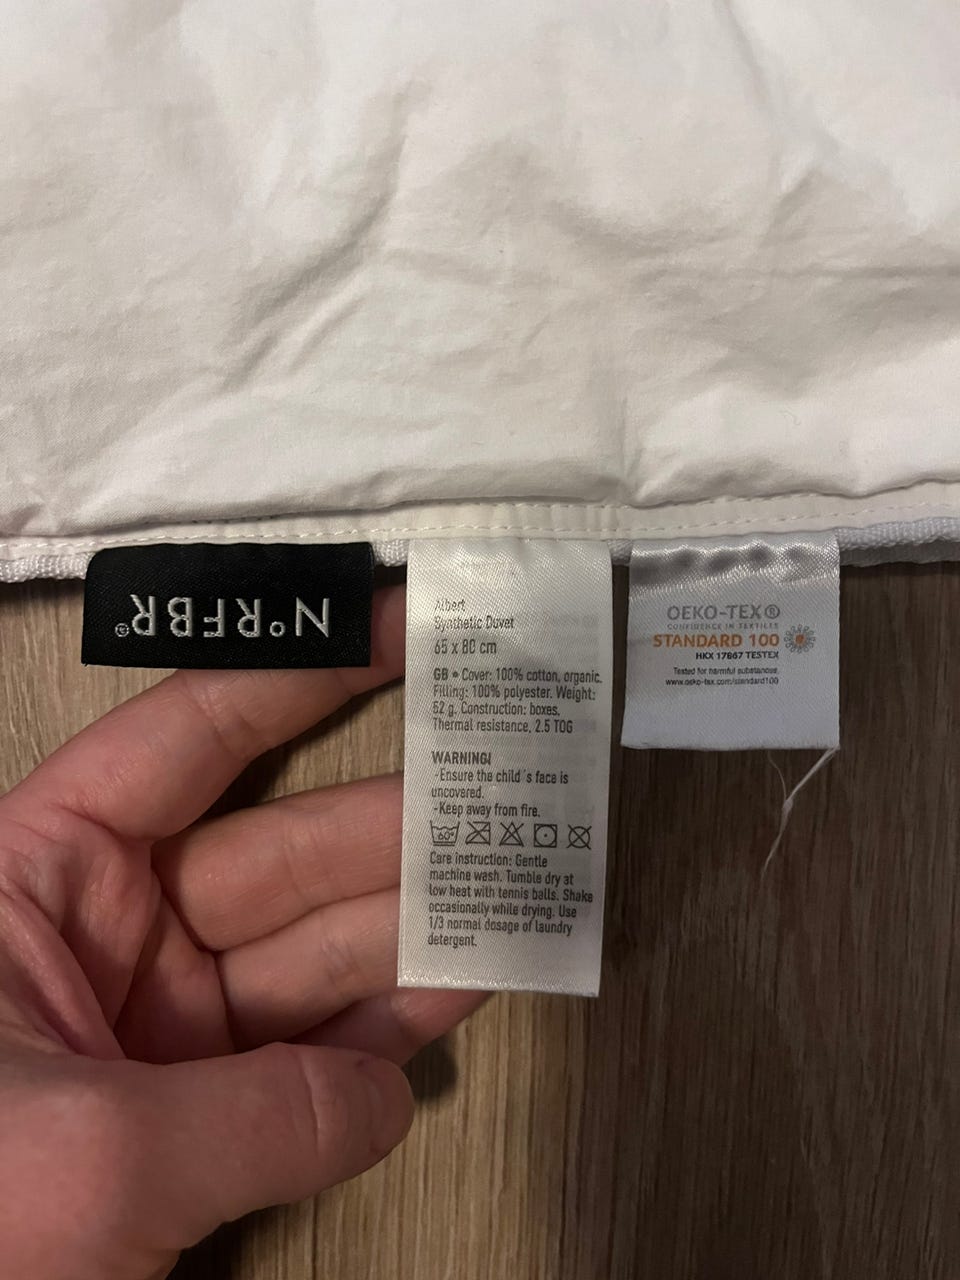 N°RFBR®
Albert
Synthetic Duvet
65 x 80 cm
GB • Cover: 100% cotton, organic.
Filling: 100% polyester. Weight:
52 g. Construction: boxes.
Thermal resistance, 2.5 TOG
WARNING!
-Ensure the child´s face is
uncovered.
-Keep away from fire.
60°
Care instruction: Gentle
machine wash. Tumble dry at
low heat with tennis balls. Shake
occasionally while drying. Use
1/3 normal dosage of laundry
detergent.
OEKO-TEX®
CONFIDENCE IN TEXTILES
STANDARD 100
HKX 17867 TESTEX
Tested for harmful substances
www.oeko-tex.com/standard100